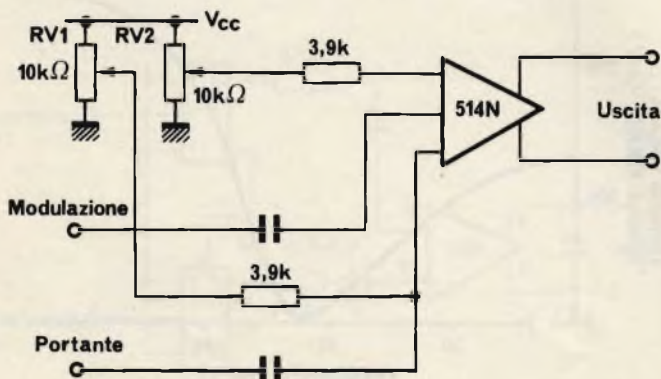 Vcc
RV1
RV2
10kΩ
10kΩ
3,9k
514N
Uscita
Modulazione
3,9k
Portante